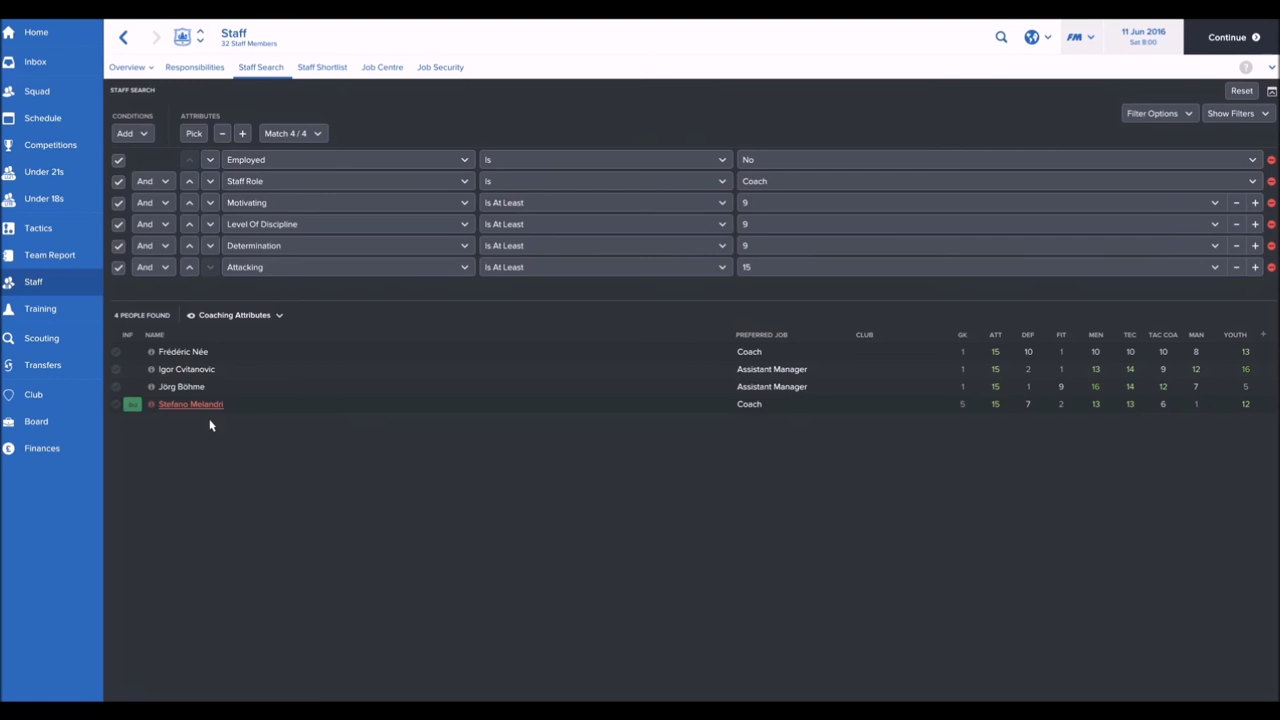 Home
Inbox
Squad
Schedule
Competitions
Under 21s
Under 18s
Tactics
Team Report
Staff
Training
Scouting
Transfers
Club
Board
Finances
Staff
32 Staff Members
FM
11 Jun 2016
Sat 8:00
Continue
Overview Responsibilities Staff Search Staff Shortlist Job Centre Job Security
STAFF SEARCH
Reset
CONDITIONS ATTRIBUTES
Filter Options Show Filters
Add Pick - + Match 4 / 4
Employed Is No
And Staff Role Is Coach
And Motivating Is At Least 9 - +
And Level Of Discipline Is At Least 9 - +
And Determination Is At Least 9 - +
And Attacking Is At Least 15 - +
4 PEOPLE FOUND Coaching Attributes
INF NAME PREFERRED JOB CLUB GK ATT DEF FIT MEN TEC TAC COA MAN YOUTH +
Frédéric Née Coach 1 15 10 1 10 10 10 8 13
Igor Cvitanovic Assistant Manager 1 15 2 1 13 14 9 12 16
Jörg Böhme Assistant Manager 1 15 1 9 16 14 12 7 5
Stefano Melandri Coach 5 15 7 2 13 13 6 1 12